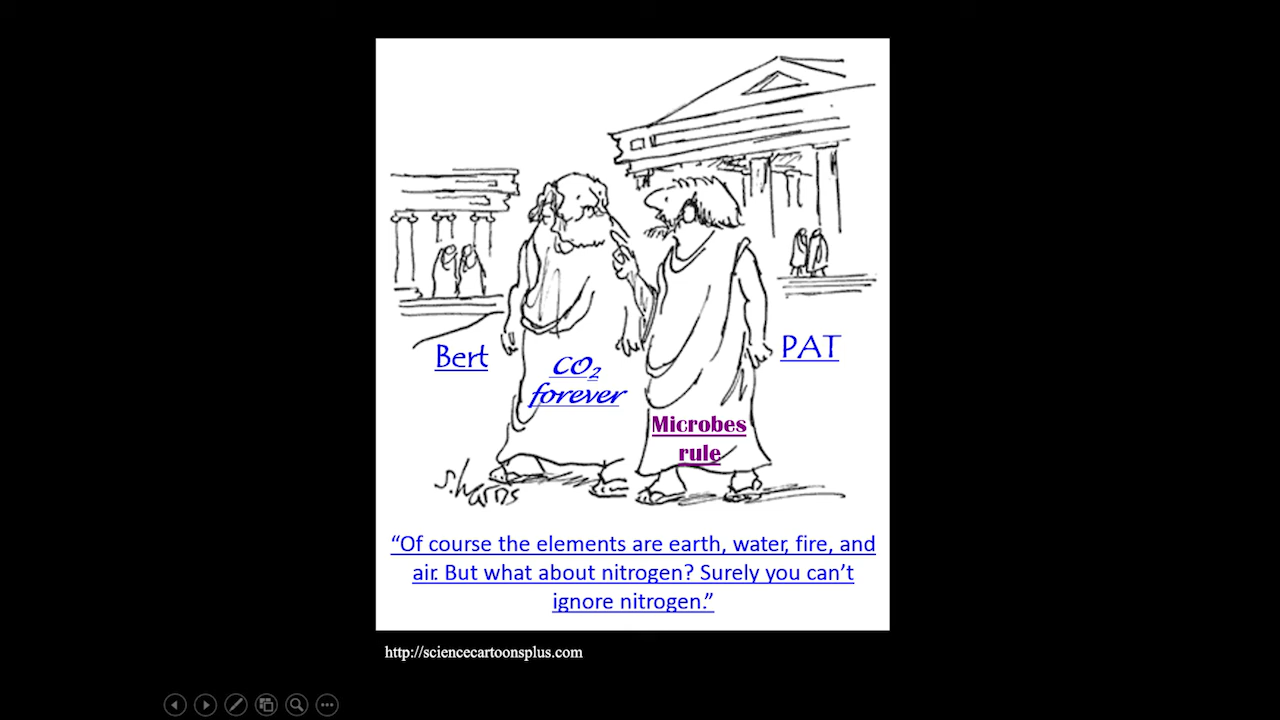 Bert
PAT
CO₂
forever
Microbes
rule
s.harris
“Of course the elements are earth, water, fire, and
air. But what about nitrogen? Surely you can’t
ignore nitrogen.”
http://sciencecartoonsplus.com